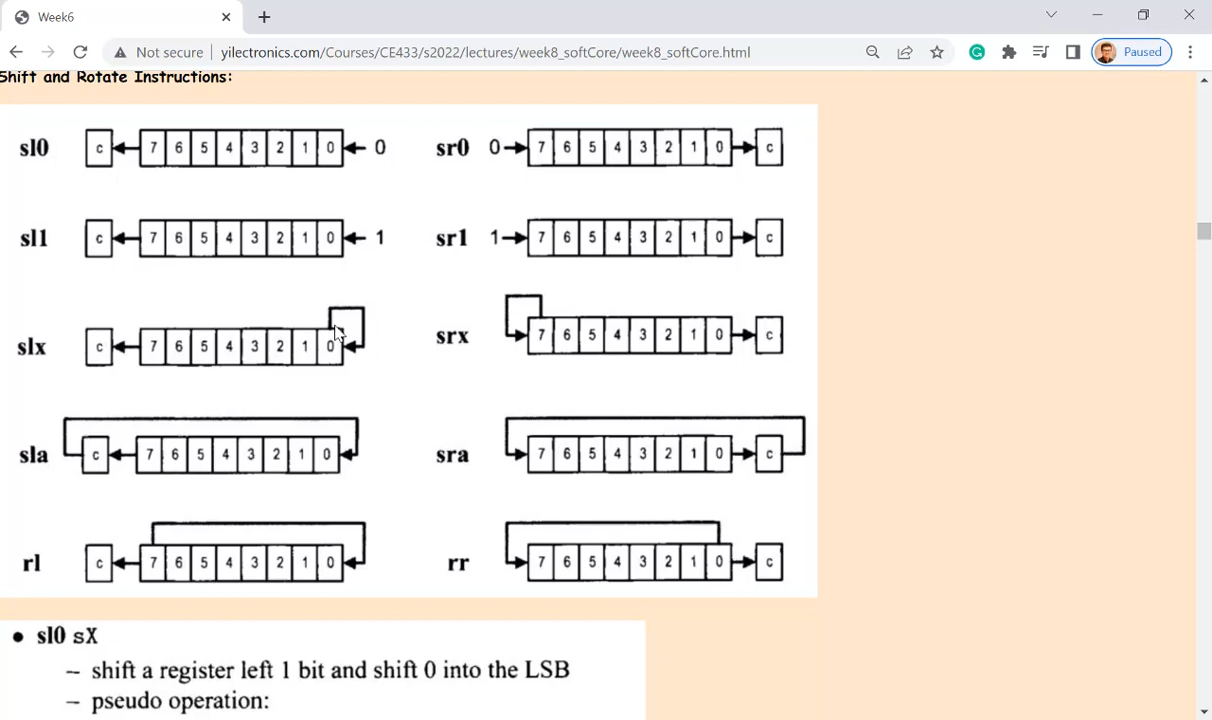 Week6
Not secure
yilectronics.com/Courses/CE433/s2022/lectures/week8_softCore/week8_softCore.html
Paused
Shift and Rotate Instructions:
sl0 c 7 6 5 4 3 2 1 0 0 sr0 0 7 6 5 4 3 2 1 0 c
sl1 c 7 6 5 4 3 2 1 0 1 sr1 1 7 6 5 4 3 2 1 0 c
slx c 7 6 5 4 3 2 1 0 srx 7 6 5 4 3 2 1 0 c
sla c 7 6 5 4 3 2 1 0 sra 7 6 5 4 3 2 1 0 c
rl c 7 6 5 4 3 2 1 0 rr 7 6 5 4 3 2 1 0 c
• sl0 sX
– shift a register left 1 bit and shift 0 into the LSB
– pseudo operation: